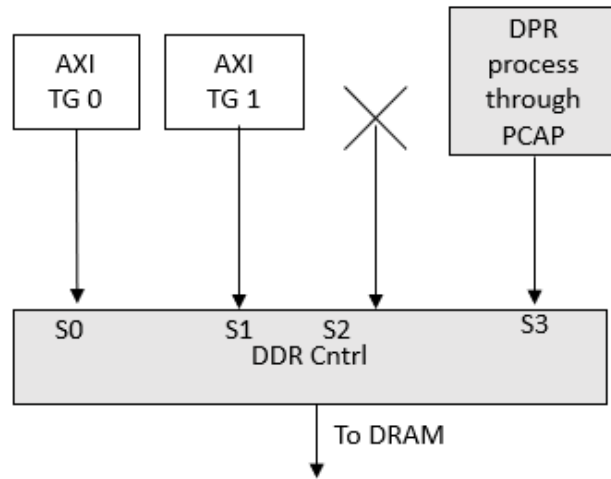 AXI
TG 0
AXI
TG 1
DPR
process
through
PCAP
S0
S1
S2
S3
DDR Cntrl
To DRAM